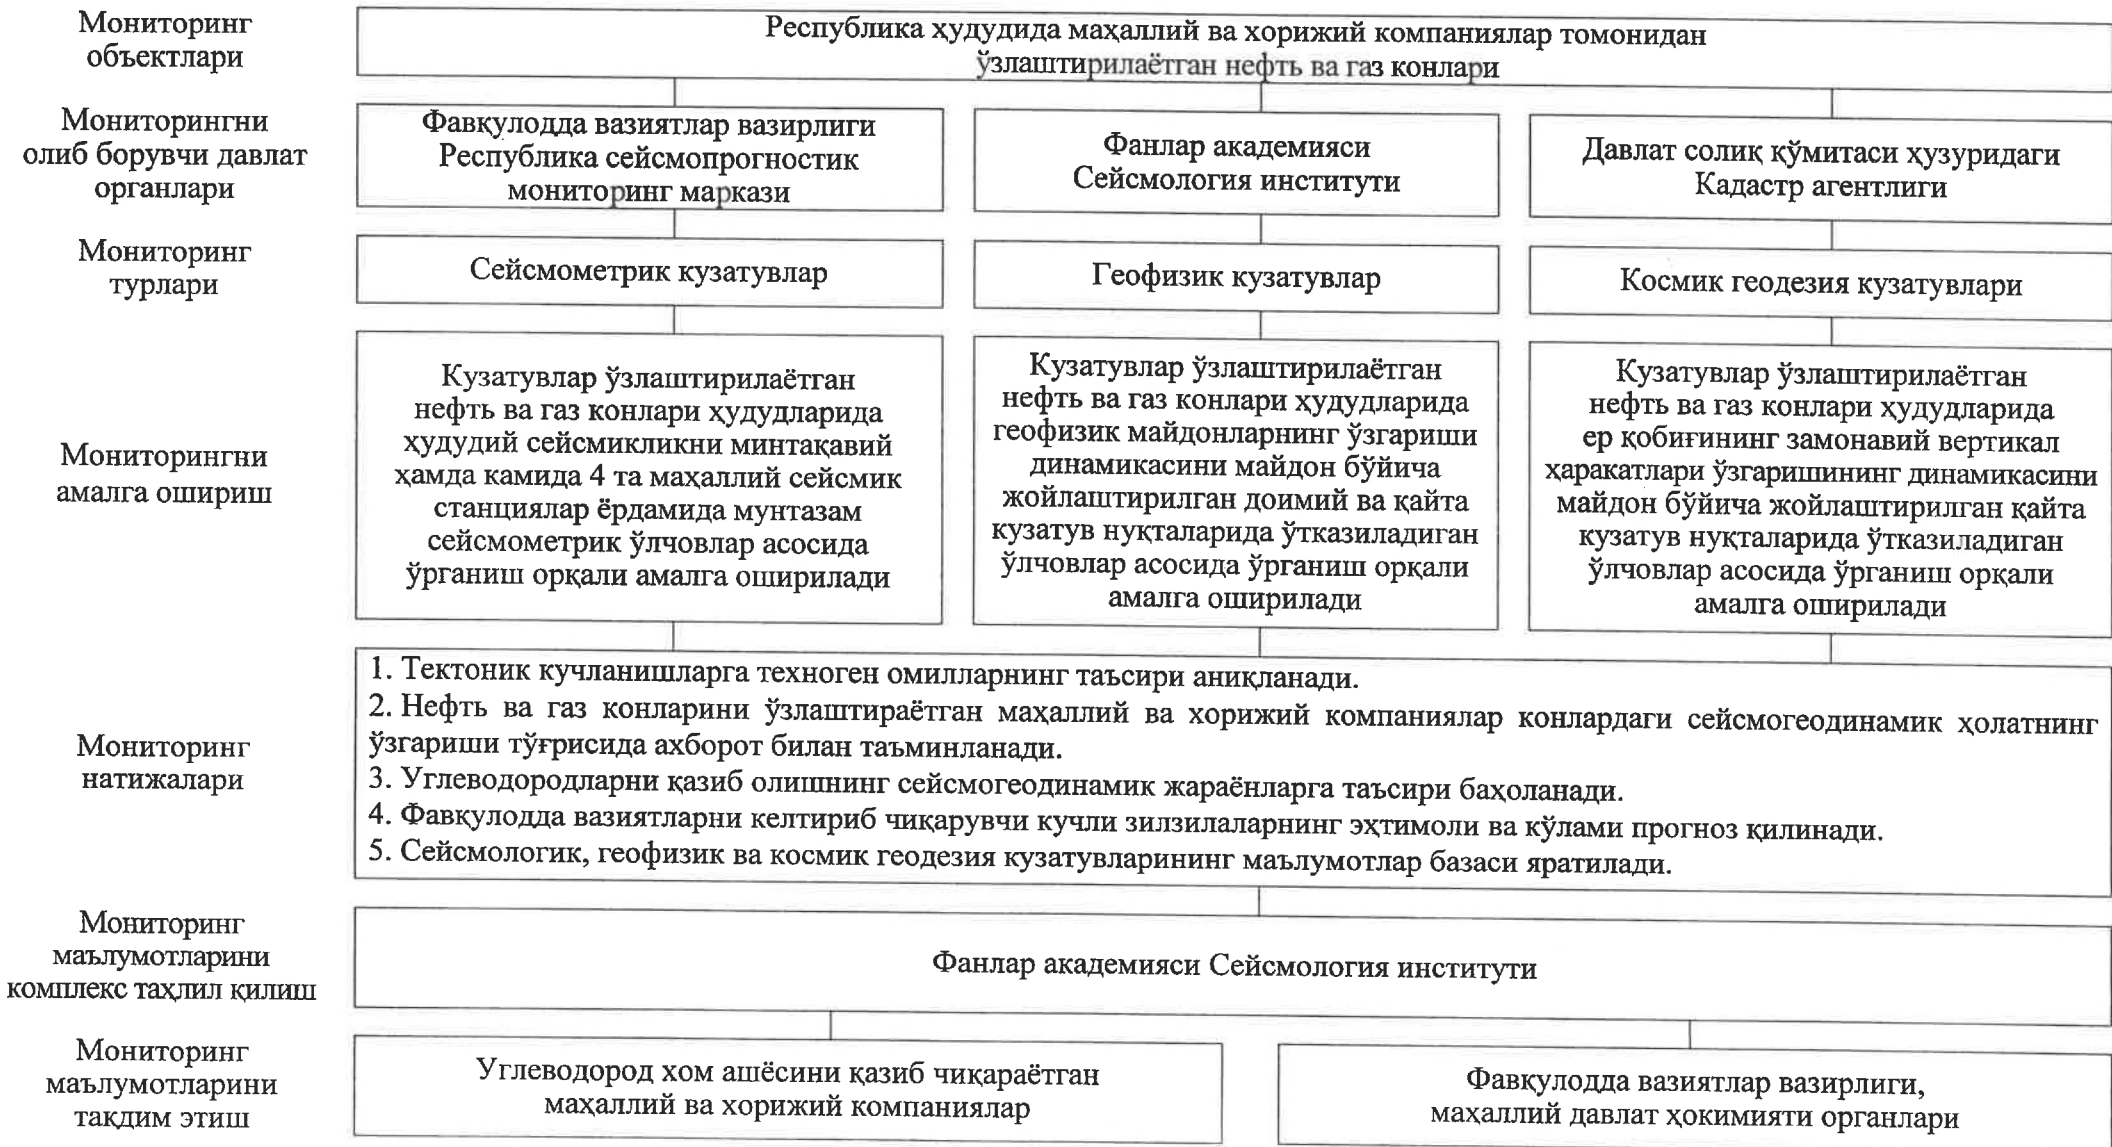 Мониторинг
объектлари
Республика ҳудудида маҳаллий ва хорижий компаниялар томонидан
ўзлаштирилаётган нефть ва газ конлари
Мониторингни
олиб борувчи давлат
органлари
Фавқулодда вазиятлар вазирлиги
Республика сейсмопрогностик
мониторинг маркази
Фанлар академияси
Сейсмология институти
Давлат солиқ қўмитаси ҳузуридаги
Кадастр агентлиги
Мониторинг
турлари
Сейсмометрик кузатувлар
Геофизик кузатувлар
Космик геодезия кузатувлари
Мониторингни
амалга ошириш
Кузатувлар ўзлаштирилаётган
нефть ва газ конлари ҳудудларида
ҳудудий сейсмикликни минтақавий
ҳамда камида 4 та маҳаллий сейсмик
станциялар ёрдамида мунтазам
сейсмометрик ўлчовлар асосида
ўрганиш орқали амалга оширилади
Кузатувлар ўзлаштирилаётган
нефть ва газ конлари ҳудудларида
геофизик майдонларнинг ўзгариши
динамикасини майдон бўйича
жойлаштирилган доимий ва қайта
кузатув нуқталарида ўтказиладиган
ўлчовлар асосида ўрганиш орқали
амалга оширилади
Кузатувлар ўзлаштирилаётган
нефть ва газ конлари ҳудудларида
ер қобиғининг замонавий вертикал
ҳаракатлари ўзгаришининг динамикасини
майдон бўйича жойлаштирилган қайта
кузатув нуқталарида ўтказиладиган
ўлчовлар асосида ўрганиш орқали
амалга оширилади
Мониторинг
натижалари
1. Тектоник кучланишларга техноген омилларнинг таъсири аниқланади.
2. Нефть ва газ конларини ўзлаштираётган маҳаллий ва хорижий компаниялар конлардаги сейсмогеодинамик ҳолатнинг
ўзгариши тўғрисида ахборот билан таъминланади.
3. Углеводородларни қазиб олишнинг сейсмогеодинамик жараёнларга таъсири баҳоланади.
4. Фавқулодда вазиятларни келтириб чиқарувчи кучли зилзилаларнинг эҳтимоли ва кўлами прогноз қилинади.
5. Сейсмологик, геофизик ва космик геодезия кузатувларининг маълумотлар базаси яратилади.
Мониторинг
маълумотларини
комплекс таҳлил қилиш
Фанлар академияси Сейсмология институти
Мониторинг
маълумотларини
тақдим этиш
Углеводород хом ашёсини қазиб чиқараётган
маҳаллий ва хорижий компаниялар
Фавқулодда вазиятлар вазирлиги,
маҳаллий давлат ҳокимияти органлари